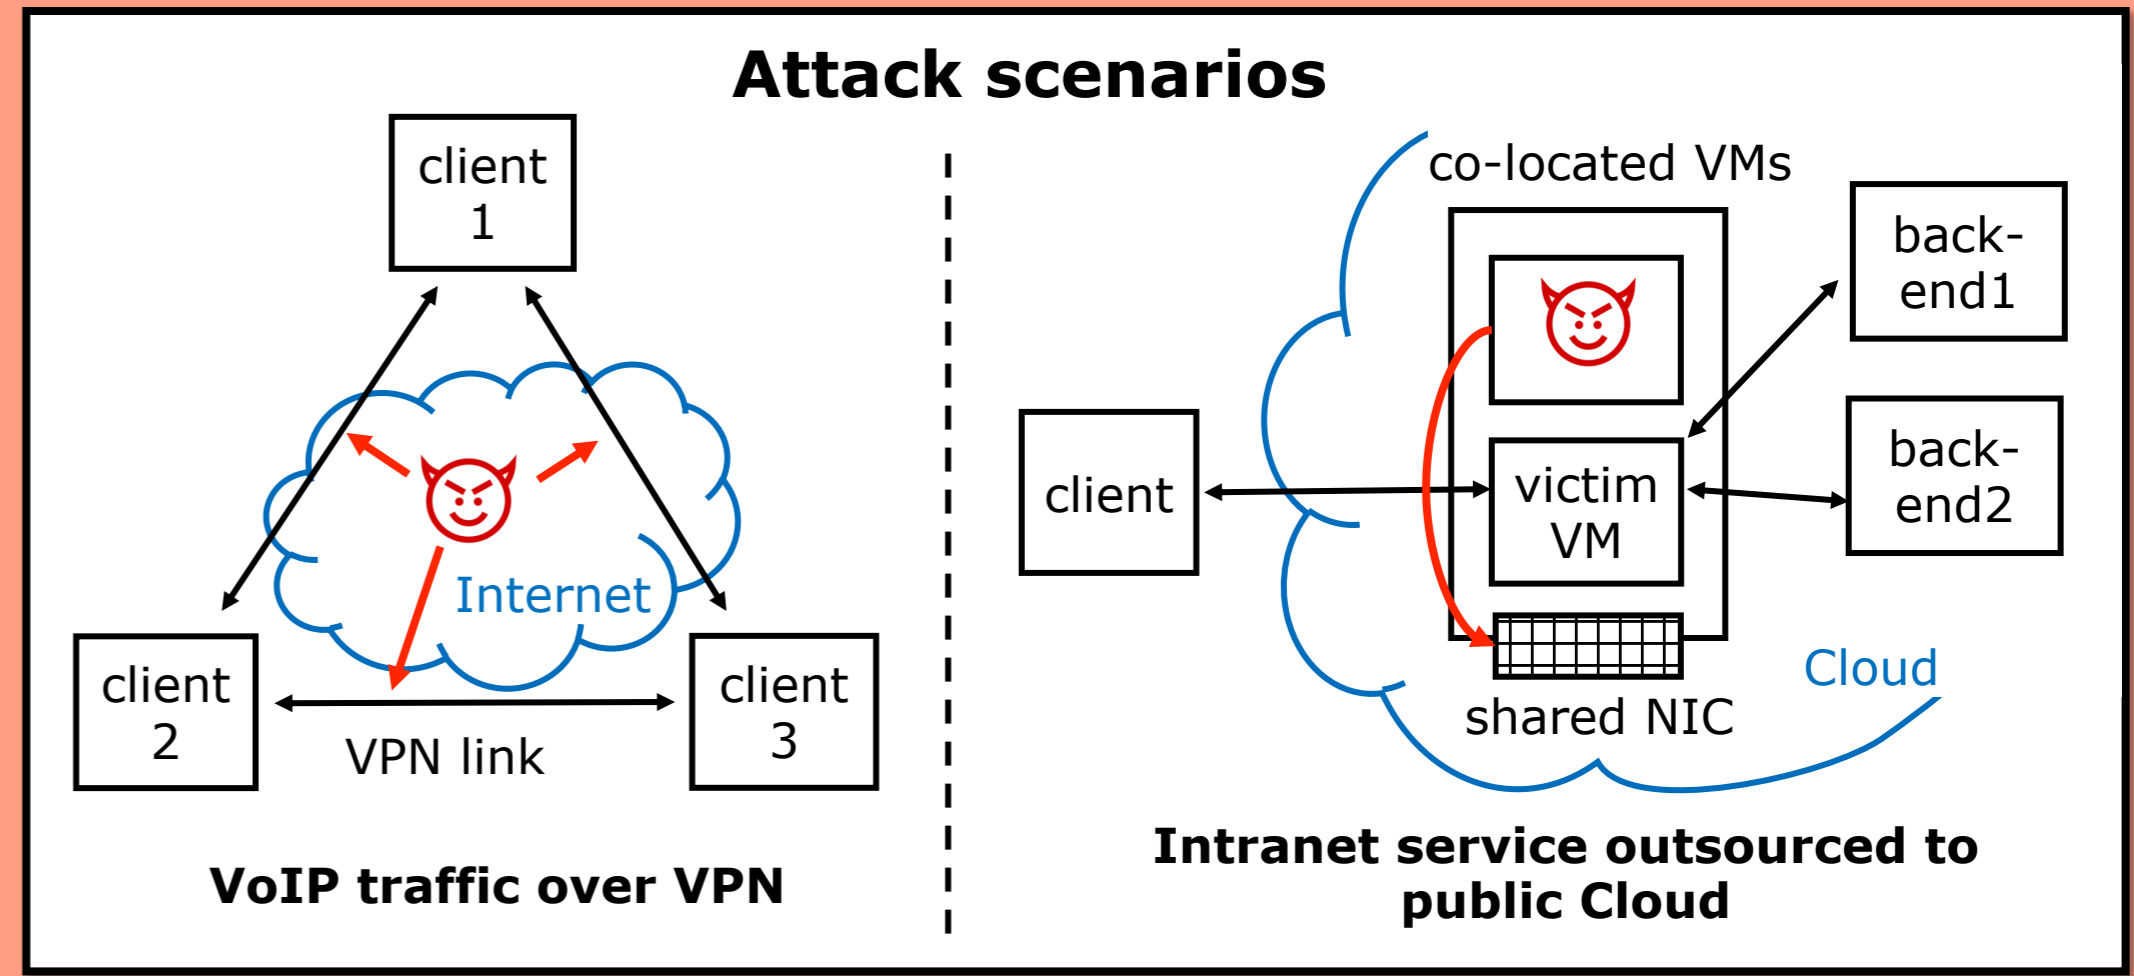 Attack scenarios
client
1
Internet
client
2
client
3
VPN link
VoIP traffic over VPN
co-located VMs
back-
end1
client
victim
VM
back-
end2
Cloud
shared NIC
Intranet service outsourced to
public Cloud